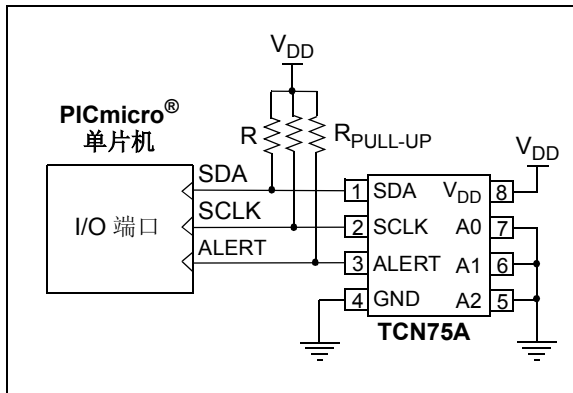 VDD
PICmicro®
单片机
R
RPULL-UP
VDD
SDA
1 SDA
VDD 8
I/O 端口
SCLK
2 SCLK
A0 7
ALERT
3 ALERT
A1 6
4 GND
A2 5
TCN75A